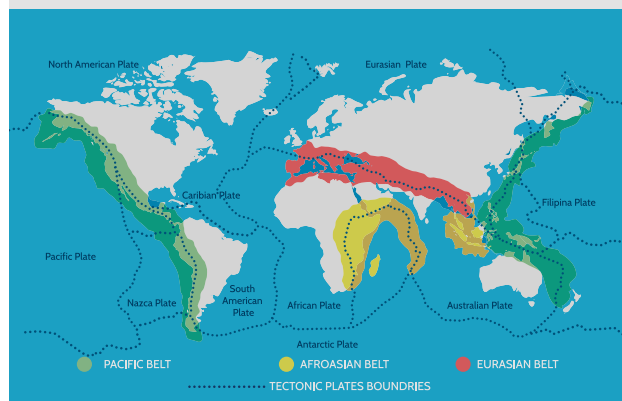 North American Plate
Eurasian Plate
Caribian Plate
Filipina Plate
Pacific Plate
Nazca Plate
South
American
Plate
African Plate
Australian Plate
Antarctic Plate
PACIFIC BELT
AFROASIAN BELT
EURASIAN BELT
TECTONIC PLATES BOUNDRIES